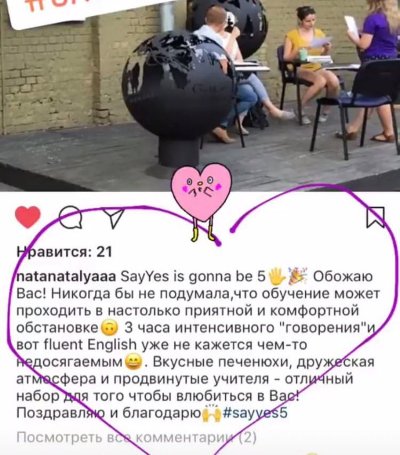 Нравится: 21
natanatalyaaa SayYes is gonna be 5🖐🎉 Обожаю
Вас! Никогда бы не подумала,что обучение может
проходить в настолько приятной и комфортной
обстановке🙃 3 часа интенсивного "говорения"и
вот fluent English уже не кажется чем-то
недосягаемым😄. Вкусные печенюхи, дружеская
атмосфера и продвинутые учителя - отличный
набор для того чтобы влюбиться в Вас!
Поздравляю и благодарю🙌 #sayyes5
Посмотреть все комментарии (2)